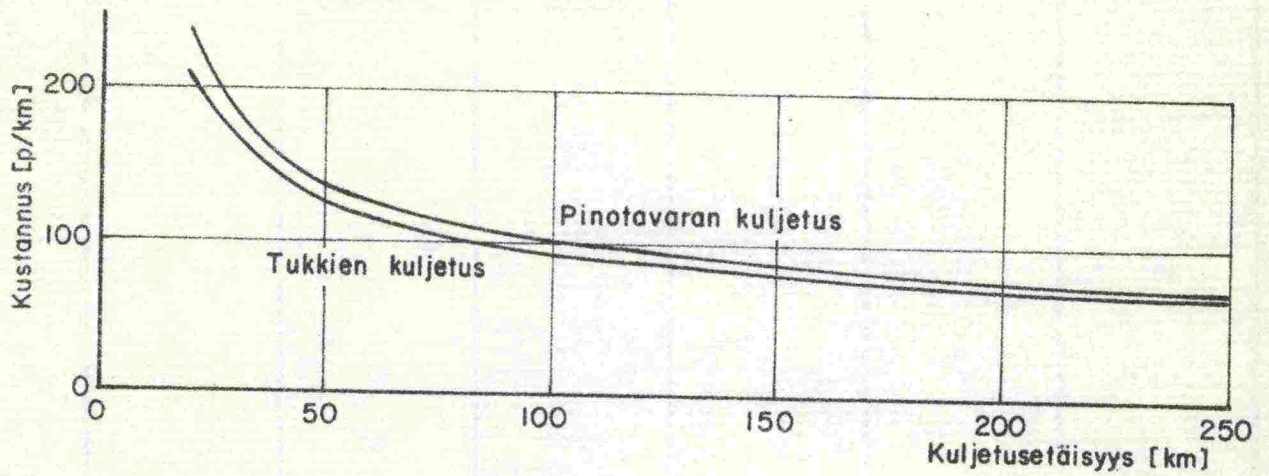 Kustannus [p/km]
200
100
0
Pinotavaran kuljetus
Tukkien kuljetus
0 50 100 150 200 250
Kuljetusetäisyys [km]